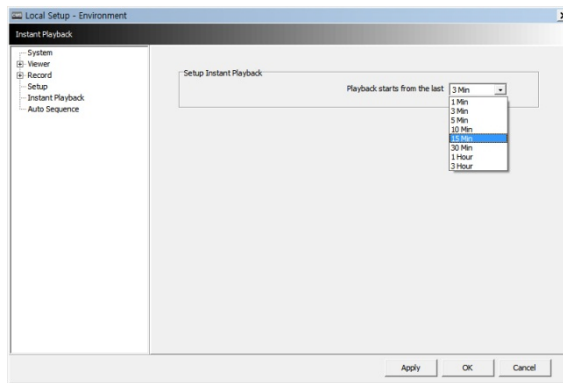 Local Setup - Environment
Instant Playback
System
Viewer
Record
Setup
Instant Playback
Auto Sequence
Setup Instant Playback
Playback starts from the last 3 Min
1 Min
3 Min
5 Min
10 Min
15 Min
30 Min
1 Hour
3 Hour
Apply OK Cancel